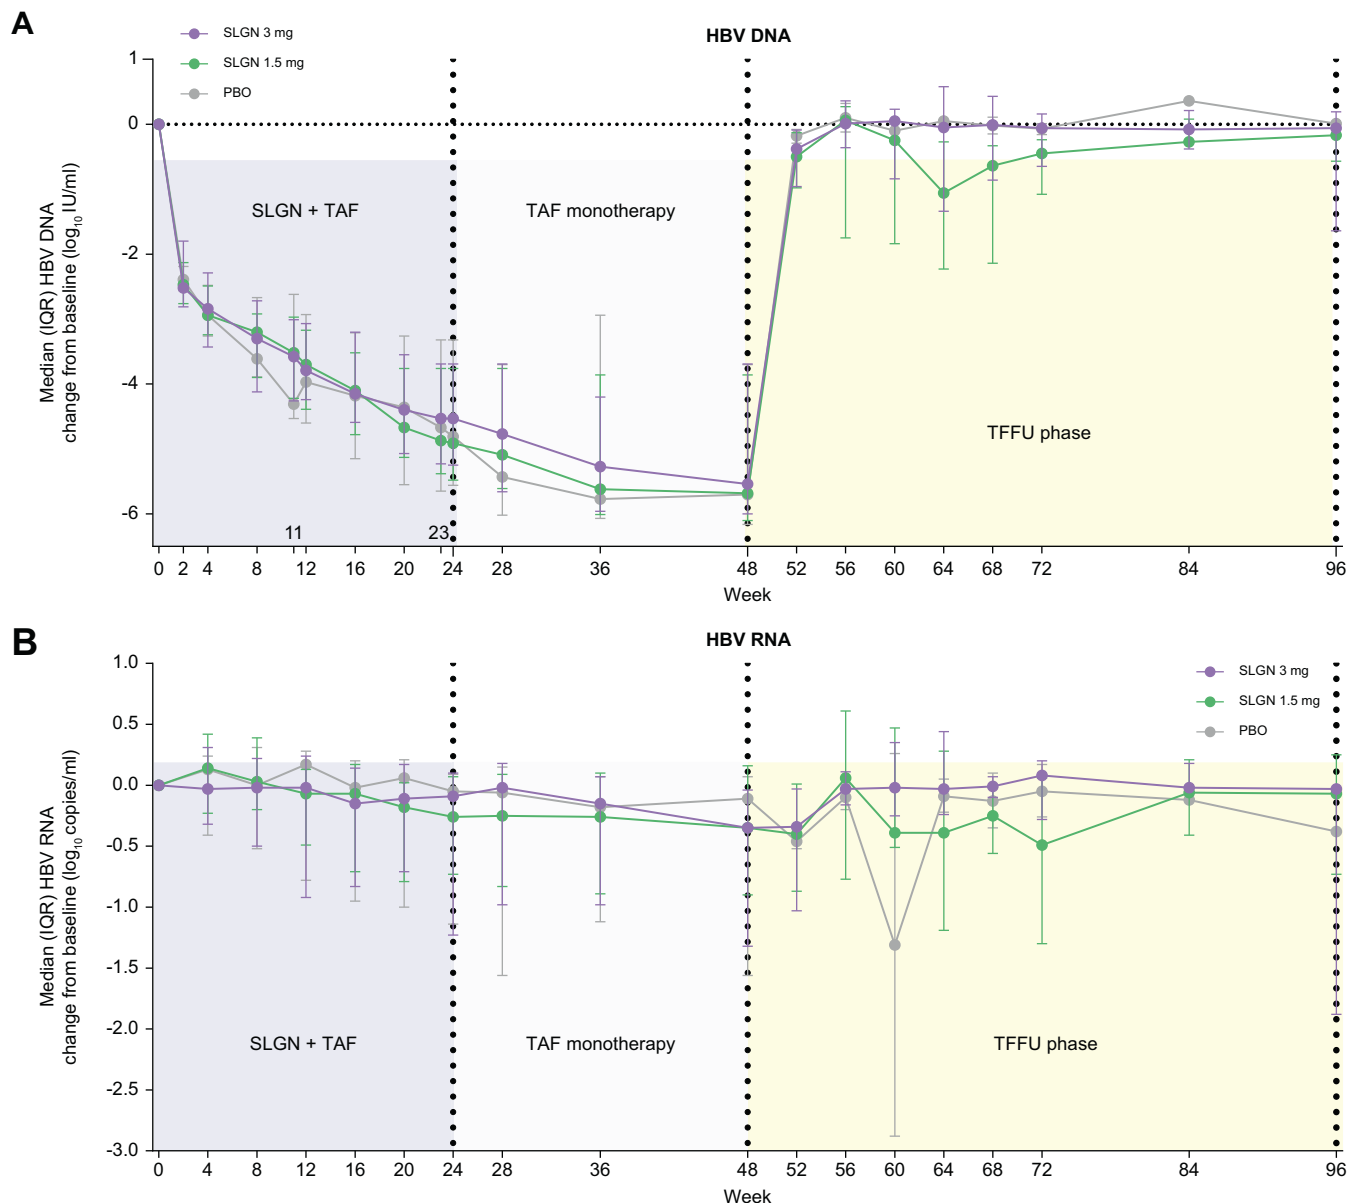 A
HBV DNA
SLGN 3 mg
SLGN 1.5 mg
PBO
Median (IQR) HBV DNA
change from baseline (log10 IU/ml)
1
0
-2
-4
-6
SLGN + TAF
TAF monotherapy
TFFU phase
11
23
0 2 4 8 12 16 20 24 28 36 48 52 56 60 64 68 72 84 96
Week
B
HBV RNA
SLGN 3 mg
SLGN 1.5 mg
PBO
Median (IQR) HBV RNA
change from baseline (log10 copies/ml)
1.0
0.5
0.0
-0.5
-1.0
-1.5
-2.0
-2.5
-3.0
SLGN + TAF
TAF monotherapy
TFFU phase
0 4 8 12 16 20 24 28 36 48 52 56 60 64 68 72 84 96
Week